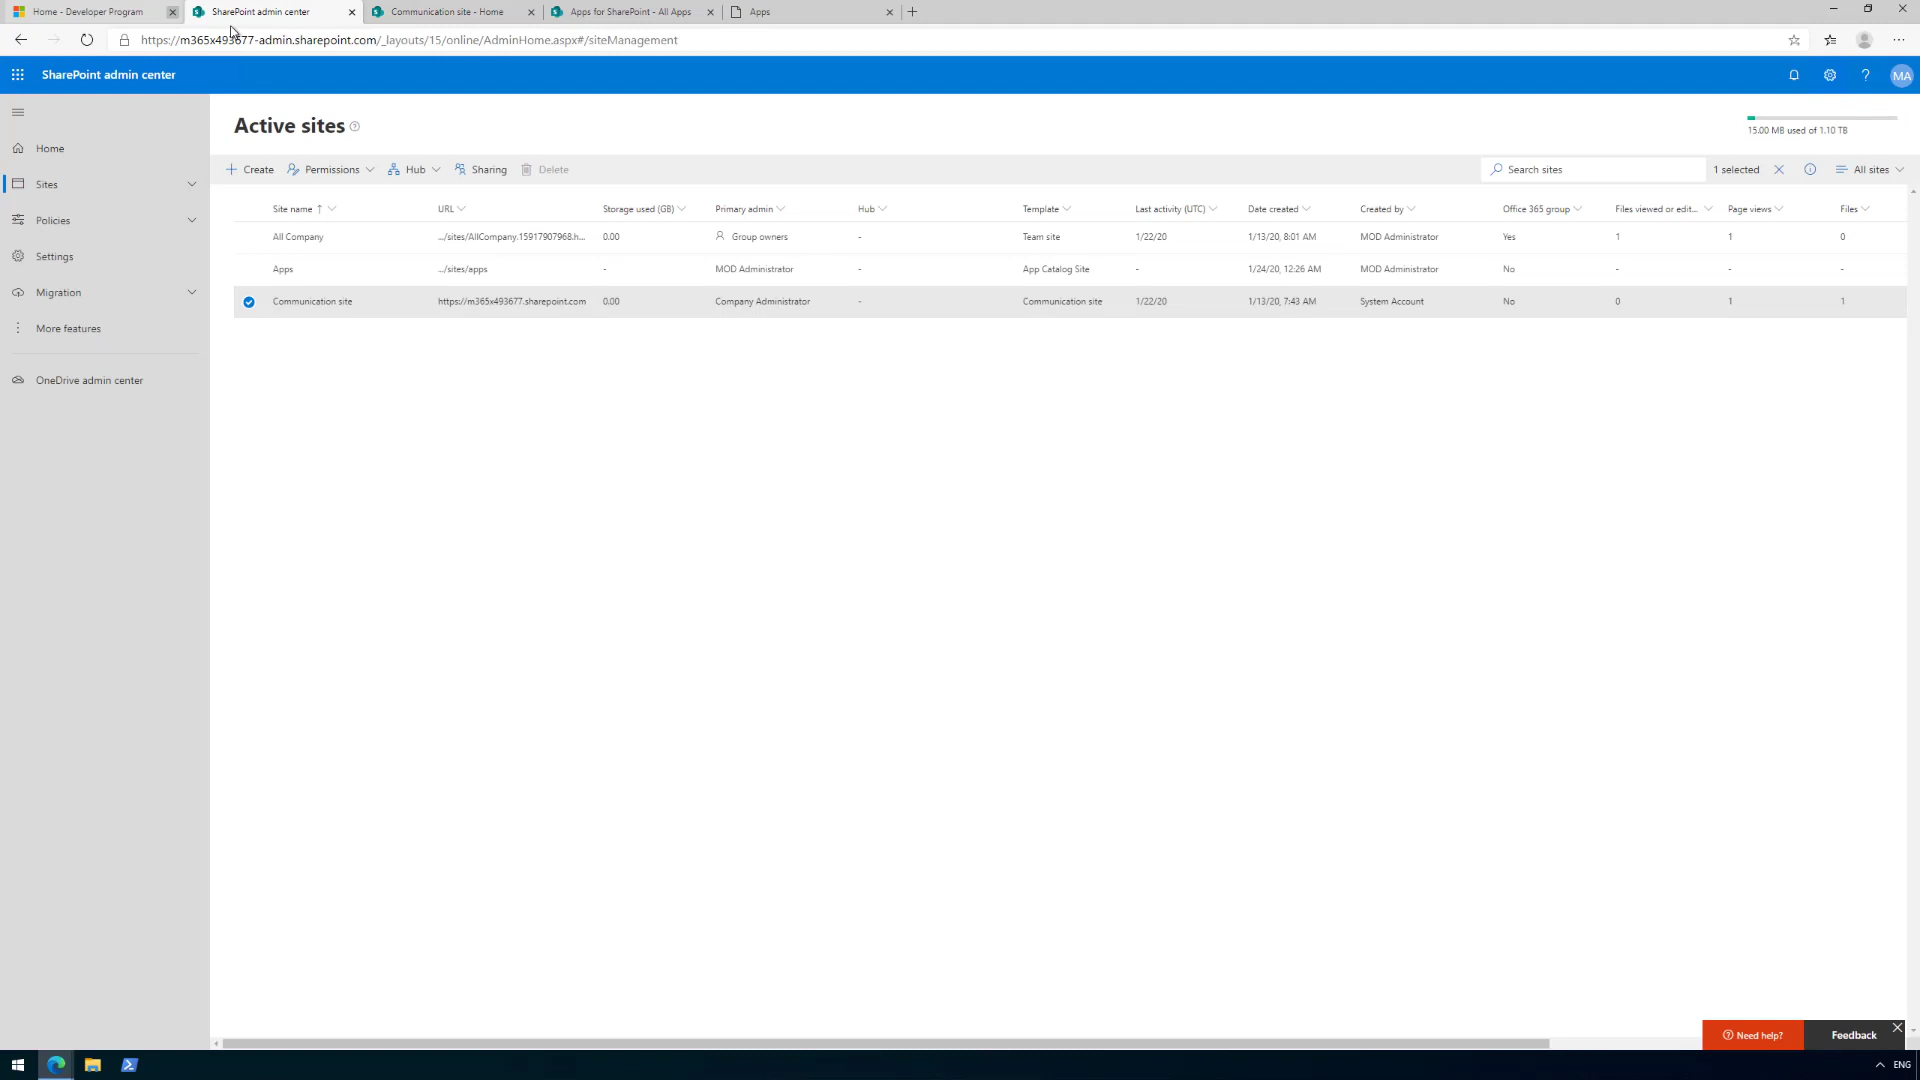 Home - Developer Program
SharePoint admin center
Communication site - Home
Apps for SharePoint - All Apps
Apps
https://m365x493677-admin.sharepoint.com/_layouts/15/online/AdminHome.aspx#/siteManagement
SharePoint admin center
MA
Home
Sites
Policies
Settings
Migration
More features
OneDrive admin center
Active sites
15.00 MB used of 1.10 TB
Create Permissions Hub Sharing Delete
Search sites
1 selected
All sites
Site name URL Storage used (GB) Primary admin Hub Template Last activity (UTC) Date created Created by Office 365 group Files viewed or edit... Page views Files
All Company .../sites/AllCompany.15917907968.h... 0.00 Group owners - Team site 1/22/20 1/13/20, 8:01 AM MOD Administrator Yes 1 1 0
Apps .../sites/apps - MOD Administrator - App Catalog Site - 1/24/20, 12:26 AM MOD Administrator No - - -
Communication site https://m365x493677.sharepoint.com 0.00 Company Administrator - Communication site 1/22/20 1/13/20, 7:43 AM System Account No 0 1 1
Need help?
Feedback
ENG